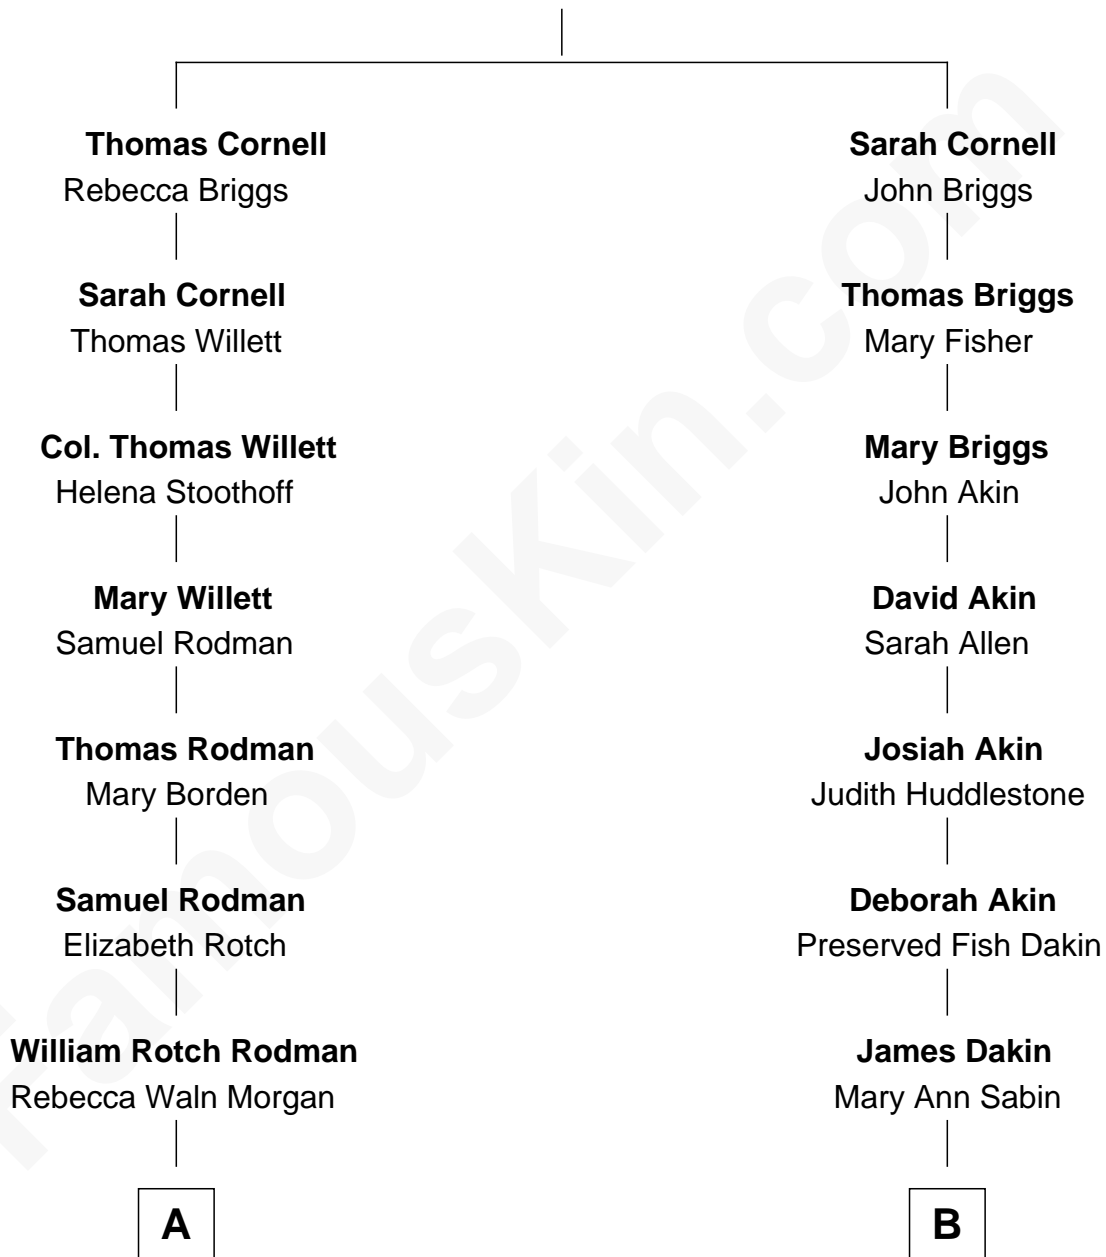 Thomas Cornell
Rebecca Briggs
Sarah Cornell
Thomas Willett
Col. Thomas Willett
Helena Stoothoff
Mary Willett
Samuel Rodman
Thomas Rodman
Mary Borden
Samuel Rodman
Elizabeth Rotch
William Rotch Rodman
Rebecca Waln Morgan
A
Sarah Cornell
John Briggs
Thomas Briggs
Mary Fisher
Mary Briggs
John Akin
David Akin
Sarah Allen
Josiah Akin
Judith Huddlestone
Deborah Akin
Preserved Fish Dakin
James Dakin
Mary Ann Sabin
B
FamousKin.com